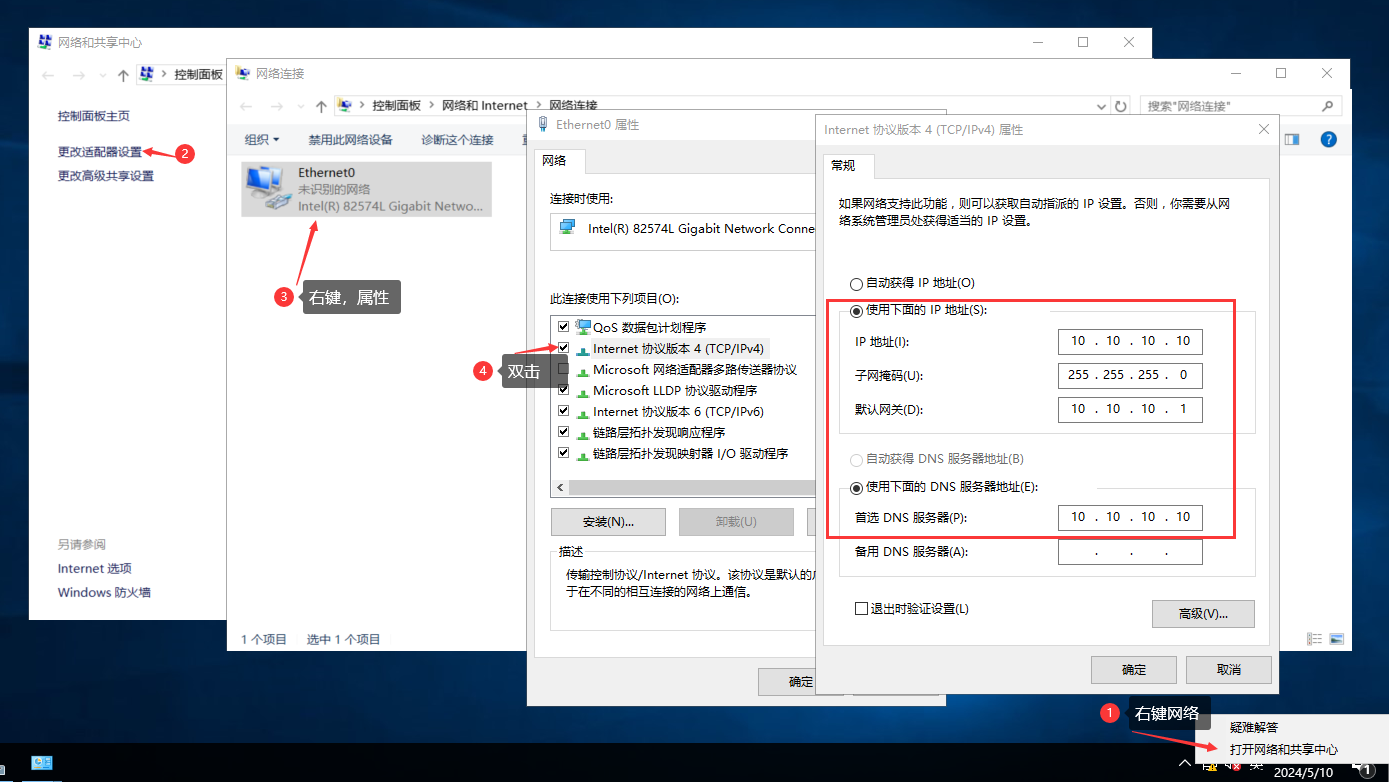 网络和共享中心
控制面板
控制面板主页
更改适配器设置
2
更改高级共享设置
另请参阅
Internet 选项
Windows 防火墙
网络连接
控制面板 网络和 Internet 网络连接
搜索"网络连接"
组织 禁用此网络设备 诊断这个连接
Ethernet0
未识别的网络
Intel(R) 82574L Gigabit Netwo...
3 右键，属性
1 个项目 选中 1 个项目
Ethernet0 属性
网络
连接时使用:
Intel(R) 82574L Gigabit Network Conne
此连接使用下列项目(O):
QoS 数据包计划程序
Internet 协议版本 4 (TCP/IPv4)
4 双击
Microsoft 网络适配器多路传送器协议
Microsoft LLDP 协议驱动程序
Internet 协议版本 6 (TCP/IPv6)
链路层拓扑发现响应程序
链路层拓扑发现映射器 I/O 驱动程序
安装(N)... 卸载(U)
描述
传输控制协议/Internet 协议。该协议是默认的
于在不同的相互连接的网络上通信。
确定
Internet 协议版本 4 (TCP/IPv4) 属性
常规
如果网络支持此功能，则可以获取自动指派的 IP 设置。否则，你需要从网
络系统管理员处获得适当的 IP 设置。
自动获得 IP 地址(O)
使用下面的 IP 地址(S):
IP 地址(I): 10 . 10 . 10 . 10
子网掩码(U): 255 . 255 . 255 . 0
默认网关(D): 10 . 10 . 10 . 1
自动获得 DNS 服务器地址(B)
使用下面的 DNS 服务器地址(E):
首选 DNS 服务器(P): 10 . 10 . 10 . 10
备用 DNS 服务器(A): . . .
退出时验证设置(L)
高级(V)...
确定 取消
1 右键网络
疑难解答
打开网络和共享中心
2024/5/10
1